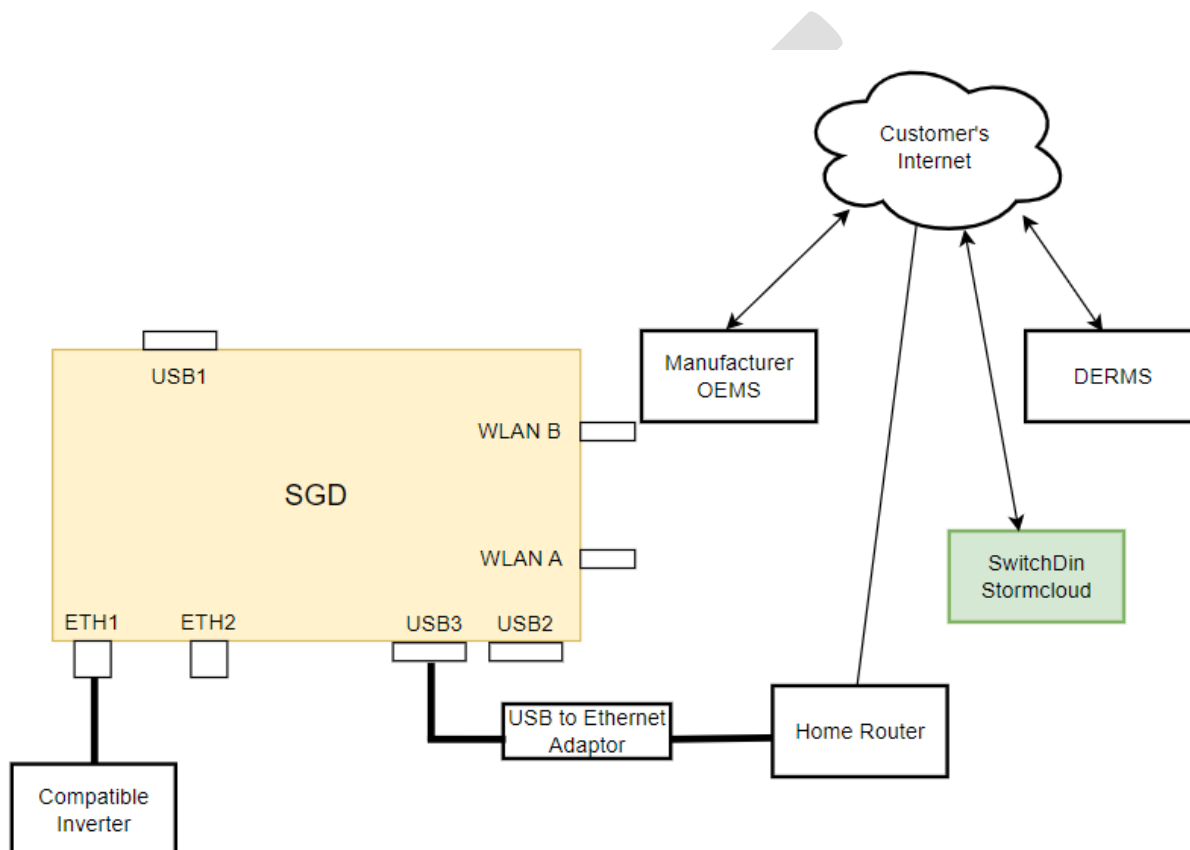 Customer's
Internet
Manufacturer
OEMS
DERMS
USB1
WLAN B
SGD
WLAN A
SwitchDin
Stormcloud
ETH1
ETH2
USB3
USB2
USB to Ethernet
Adaptor
Home Router
Compatible
Inverter